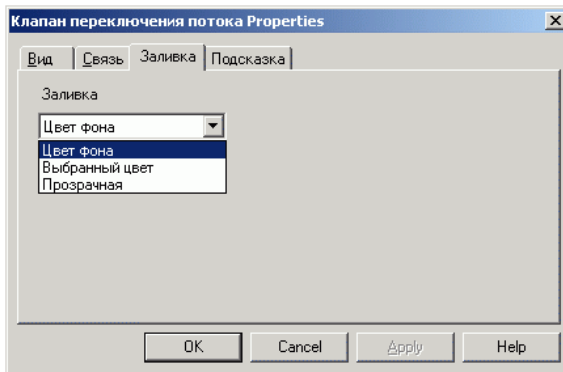 Клапан переключения потока Properties
Вид Связь Заливка Подсказка
Заливка
Цвет фона
Цвет фона
Выбранный цвет
Прозрачная
OK Cancel Apply Help